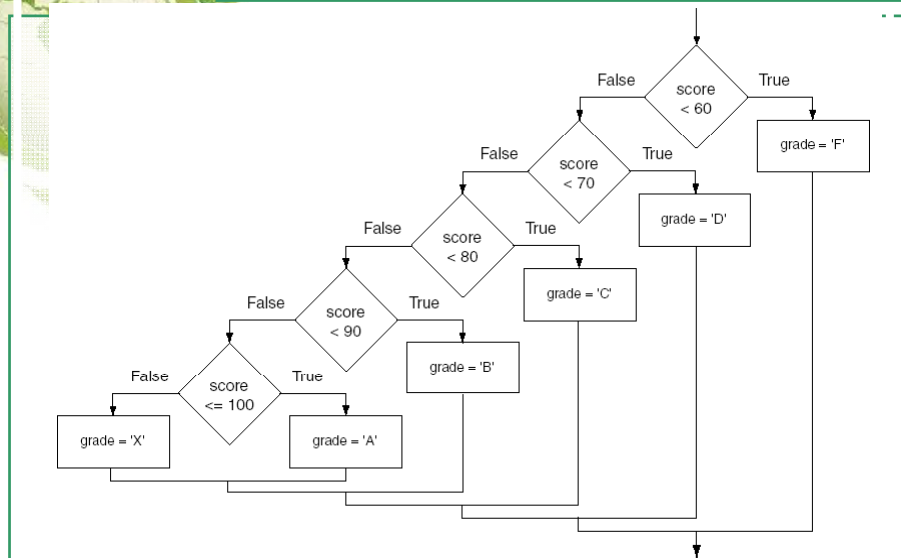 False
True
score
< 60
grade = 'F'
False
True
score
< 70
grade = 'D'
False
True
score
< 80
grade = 'C'
False
True
score
< 90
grade = 'B'
False
True
score
<= 100
grade = 'X'
grade = 'A'